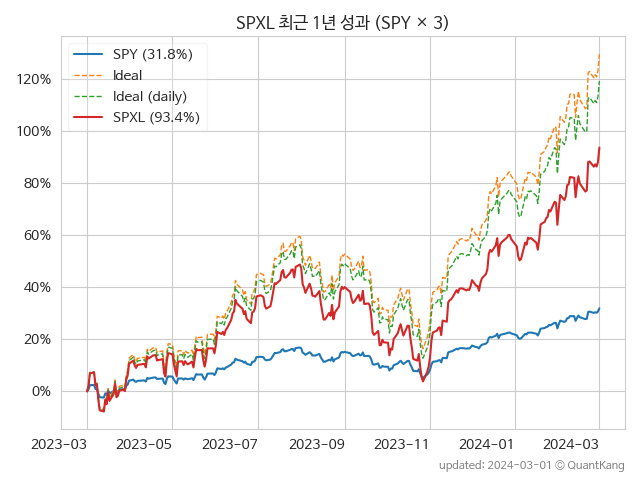 SPXL 최근 1년 성과 (SPY × 3)
SPY (31.8%)
Ideal
Ideal (daily)
SPXL (93.4%)
120%
100%
80%
60%
40%
20%
0%
2023-03 2023-05 2023-07 2023-09 2023-11 2024-01 2024-03
updated: 2024-03-01 © QuantKang